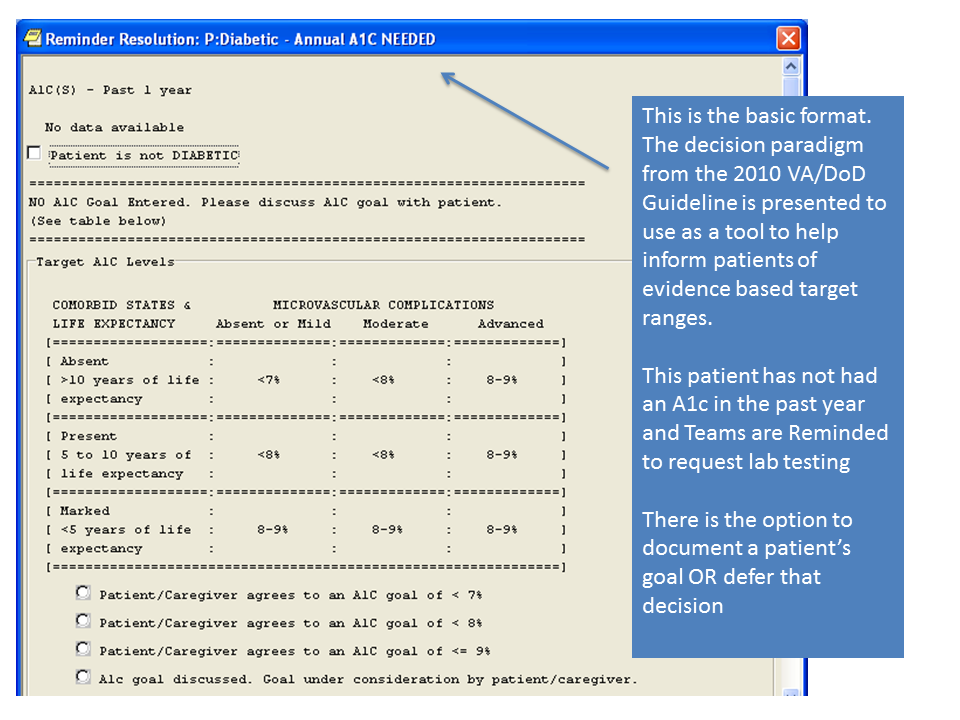 Reminder Resolution: P:Diabetic - Annual A1C NEEDED
A1C(S) - Past 1 year
No data available
Patient is not DIABETIC
=====================================================================
NO A1C Goal Entered. Please discuss A1C goal with patient.
(See table below)
=====================================================================
Target A1C Levels
COMORBID STATES & MICROVASCULAR COMPLICATIONS
LIFE EXPECTANCY Absent or Mild Moderate Advanced
[===================:==============:=============:=============]
[ Absent : : : ]
[ >10 years of life : <7% : <8% : 8-9% ]
[ expectancy : : : ]
[===================:==============:=============:=============]
[ Present : : : ]
[ 5 to 10 years of : <8% : <8% : 8-9% ]
[ life expectancy : : : ]
[===================:==============:=============:=============]
[ Marked : : : ]
[ <5 years of life : 8-9% : 8-9% : 8-9% ]
[ expectancy : : : ]
[==============================================================]
Patient/Caregiver agrees to an A1C goal of < 7%
Patient/Caregiver agrees to an A1C goal of < 8%
Patient/Caregiver agrees to an A1C goal of <= 9%
A1c goal discussed. Goal under consideration by patient/caregiver.
This is the basic format.
The decision paradigm
from the 2010 VA/DoD
Guideline is presented to
use as a tool to help
inform patients of
evidence based target
ranges.
This patient has not had
an A1c in the past year
and Teams are Reminded
to request lab testing
There is the option to
document a patient's
goal OR defer that
decision